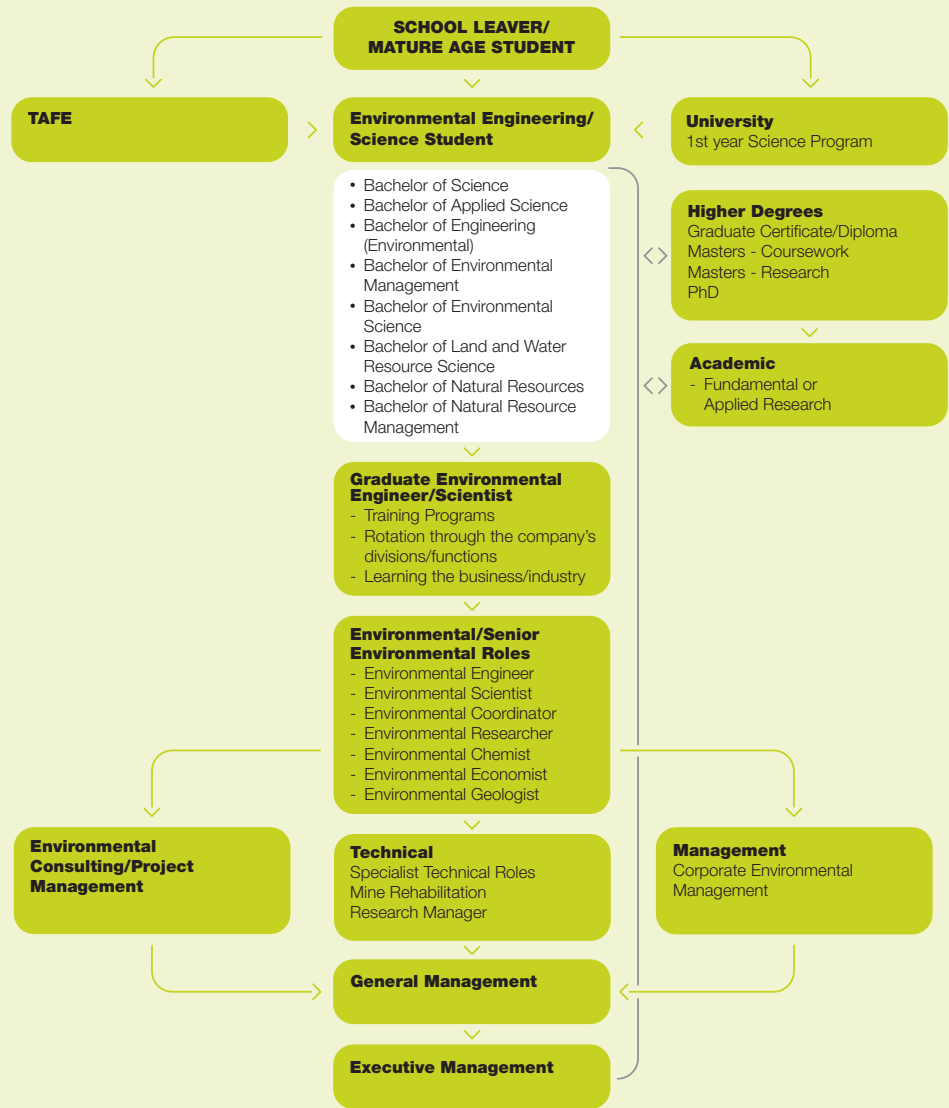 SCHOOL LEAVER/
MATURE AGE STUDENT
TAFE
Environmental Engineering/
Science Student
University
1st year Science Program
• Bachelor of Science
• Bachelor of Applied Science
• Bachelor of Engineering
(Environmental)
• Bachelor of Environmental
Management
• Bachelor of Environmental
Science
• Bachelor of Land and Water
Resource Science
• Bachelor of Natural Resources
• Bachelor of Natural Resource
Management
Higher Degrees
Graduate Certificate/Diploma
Masters - Coursework
Masters - Research
PhD
Academic
- Fundamental or
Applied Research
Graduate Environmental
Engineer/Scientist
- Training Programs
- Rotation through the company’s
divisions/functions
- Learning the business/industry
Environmental/Senior
Environmental Roles
- Environmental Engineer
- Environmental Scientist
- Environmental Coordinator
- Environmental Researcher
- Environmental Chemist
- Environmental Economist
- Environmental Geologist
Environmental
Consulting/Project
Management
Technical
Specialist Technical Roles
Mine Rehabilitation
Research Manager
Management
Corporate Environmental
Management
General Management
Executive Management